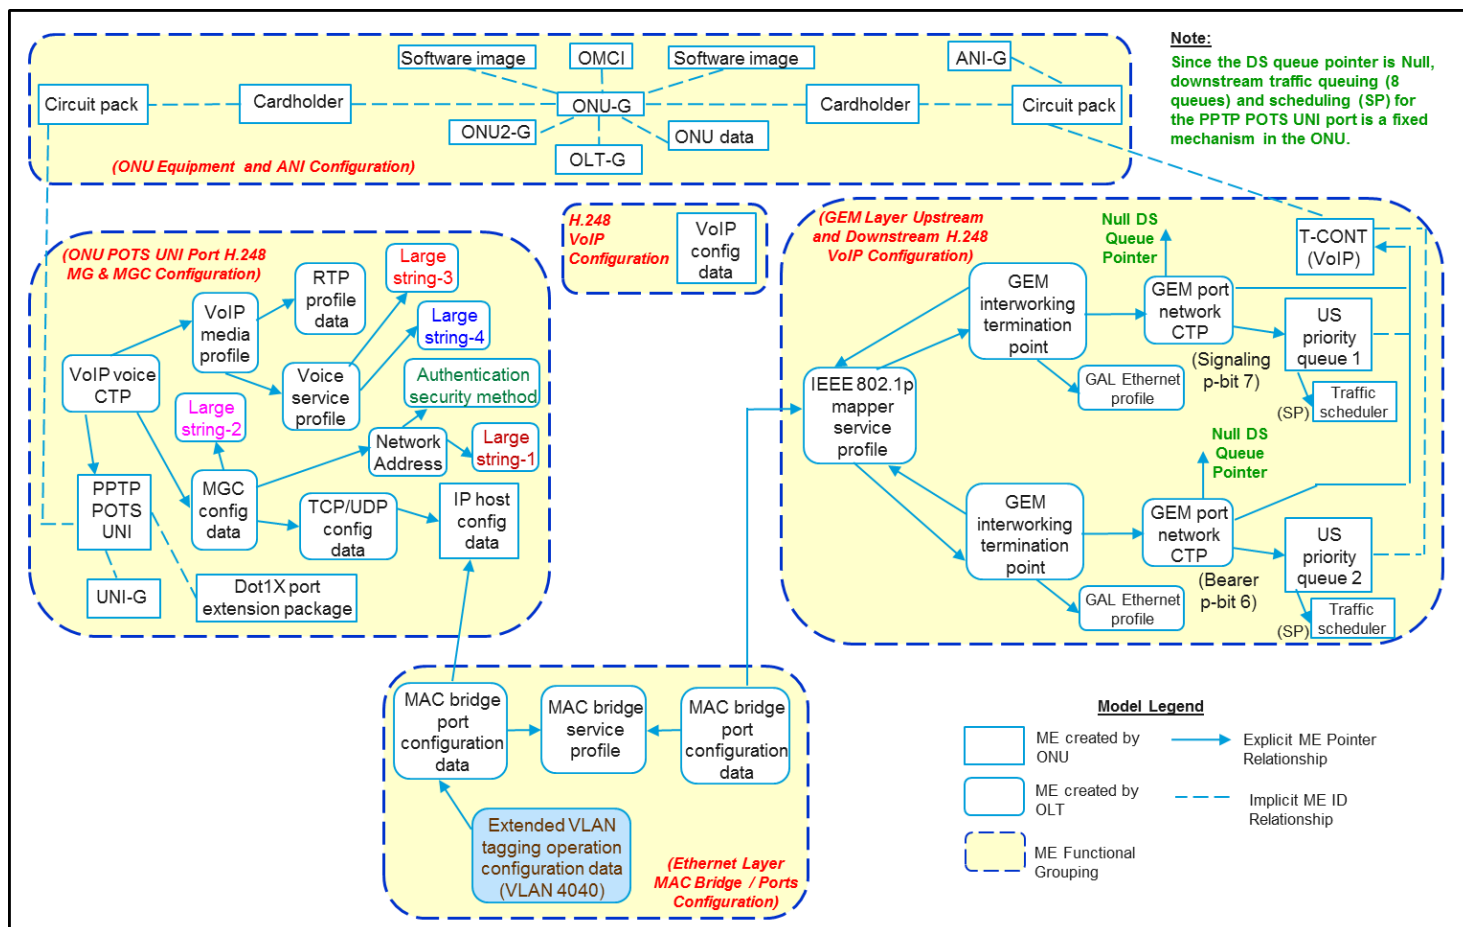 Software image
OMCI
Software image
ANI-G
Circuit pack
Cardholder
ONU-G
Cardholder
Circuit pack
ONU2-G
ONU data
OLT-G
(ONU Equipment and ANI Configuration)
Note:
Since the DS queue pointer is Null,
downstream traffic queuing (8
queues) and scheduling (SP) for
the PPTP POTS UNI port is a fixed
mechanism in the ONU.
(ONU POTS UNI Port H.248
MG & MGC Configuration)
Large
string-3
RTP
profile
data
VoIP
media
profile
Large
string-4
VoIP voice
CTP
Voice
service
profile
Authentication
security method
Large
string-2
Network
Address
Large
string-1
PPTP
POTS
UNI
MGC
config
data
TCP/UDP
config
data
IP host
config
data
UNI-G
Dot1X port
extension package
H.248
VoIP
Configuration
VoIP
config
data
(GEM Layer Upstream
and Downstream H.248
VoIP Configuration)
Null DS
Queue
Pointer
T-CONT
(VoIP)
GEM
interworking
termination
point
GEM port
network
CTP
US
priority
queue 1
(Signaling
p-bit 7)
GAL Ethernet
profile
(SP)
Traffic
scheduler
IEEE 802.1p
mapper
service
profile
Null DS
Queue
Pointer
GEM
interworking
termination
point
GEM port
network
CTP
US
priority
queue 2
(Bearer
p-bit 6)
GAL Ethernet
profile
(SP)
Traffic
scheduler
MAC bridge
port
configuration
data
MAC bridge
service
profile
MAC bridge
port
configuration
data
Extended VLAN
tagging operation
configuration data
(VLAN 4040)
(Ethernet Layer
MAC Bridge / Ports
Configuration)
Model Legend
ME created by
ONU
Explicit ME Pointer
Relationship
ME created by
OLT
Implicit ME ID
Relationship
ME Functional
Grouping